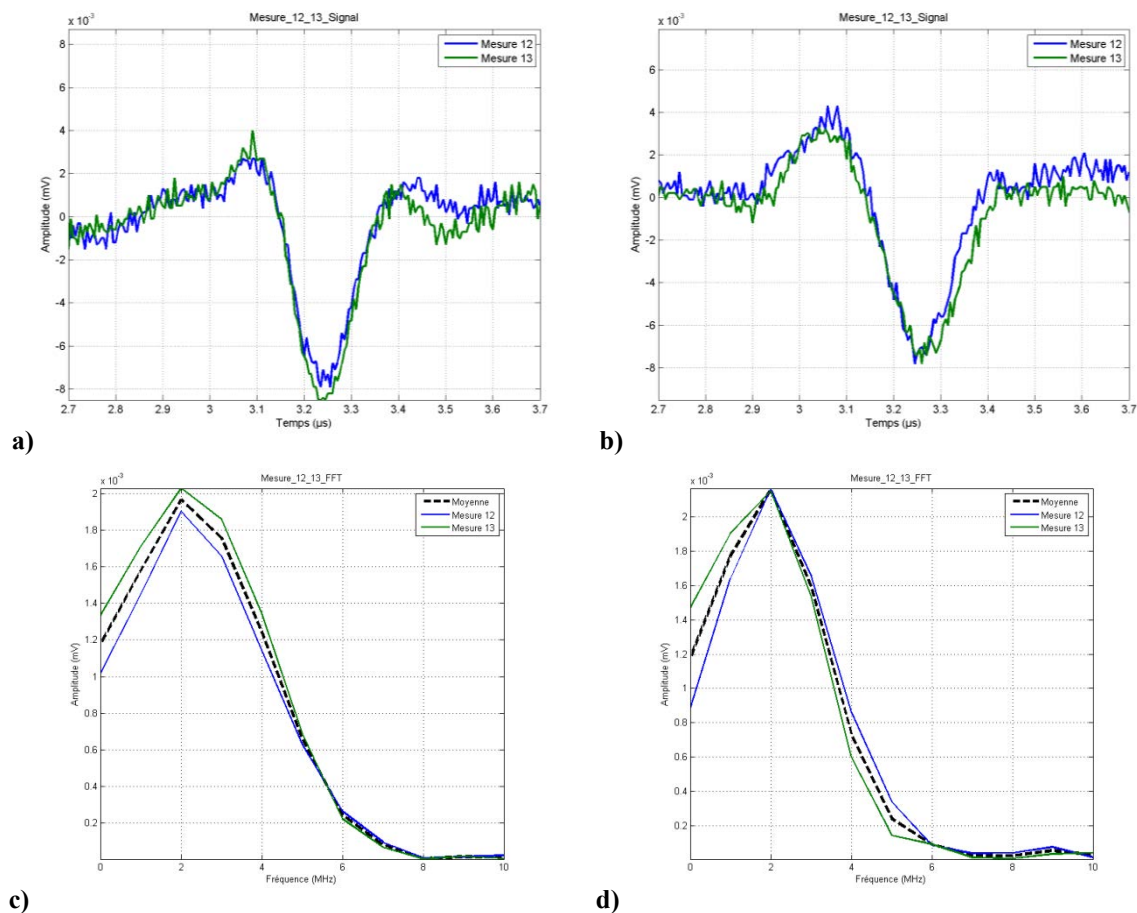 Mesure_12_13_Signal
x 10⁻³
Mesure 12
Mesure 13
Amplitude (mV)
8
6
4
2
0
-2
-4
-6
-8
2.7 2.8 2.9 3 3.1 3.2 3.3 3.4 3.5 3.6 3.7
Temps (µs)
a)
Mesure_12_13_Signal
x 10⁻³
Mesure 12
Mesure 13
Amplitude (mV)
6
4
2
0
-2
-4
-6
-8
2.7 2.8 2.9 3 3.1 3.2 3.3 3.4 3.5 3.6 3.7
Temps (µs)
b)
Mesure_12_13_FFT
x 10⁻³
Moyenne
Mesure 12
Mesure 13
Amplitude (mV)
2
1.8
1.6
1.4
1.2
1
0.8
0.6
0.4
0.2
0 2 4 6 8 10
Fréquence (MHz)
c)
Mesure_12_13_FFT
x 10⁻³
Moyenne
Mesure 12
Mesure 13
Amplitude (mV)
2
1.8
1.6
1.4
1.2
1
0.8
0.6
0.4
0.2
0 2 4 6 8 10
Fréquence (MHz)
d)